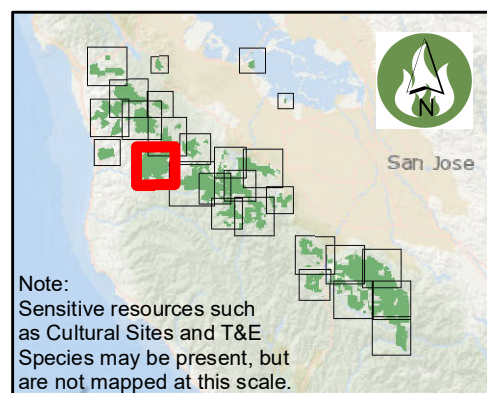 N
San Jose
Note:
Sensitive resources such
as Cultural Sites and T&E
Species may be present, but
are not mapped at this scale.